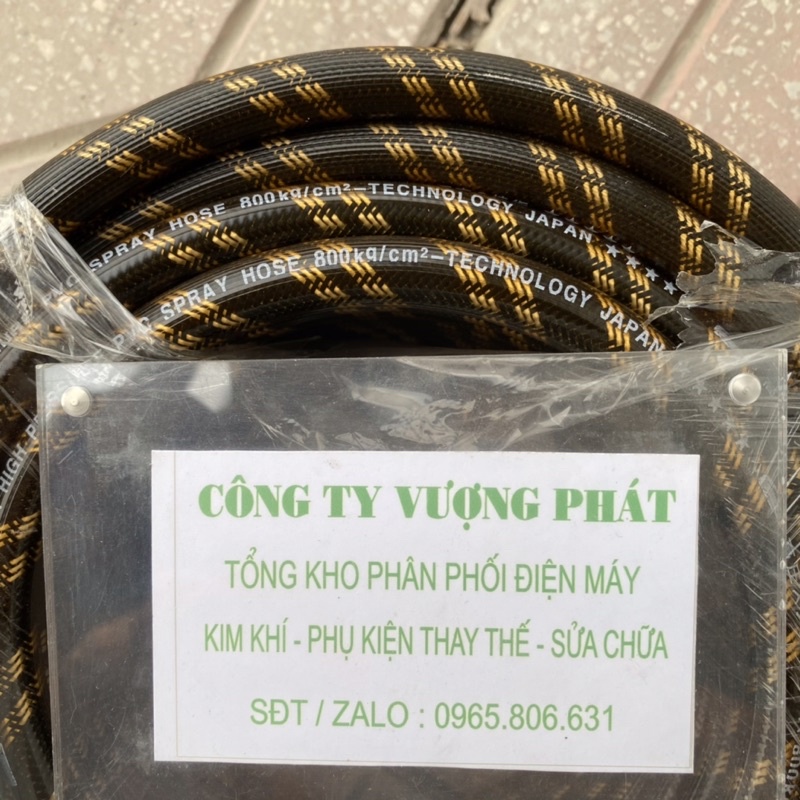 SPRAY HOSE 800kg/cm²-TECHNOLOGY JAPAN ★★★★
SPRAY HOSE 800kg/cm²-TECHNOLOGY JAPAN
HIGH
CÔNG TY VƯỢNG PHÁT
TỔNG KHO PHÂN PHỐI ĐIỆN MÁY
KIM KHÍ - PHỤ KIỆN THAY THẾ - SỬA CHỮA
SĐT / ZALO : 0965.806.631